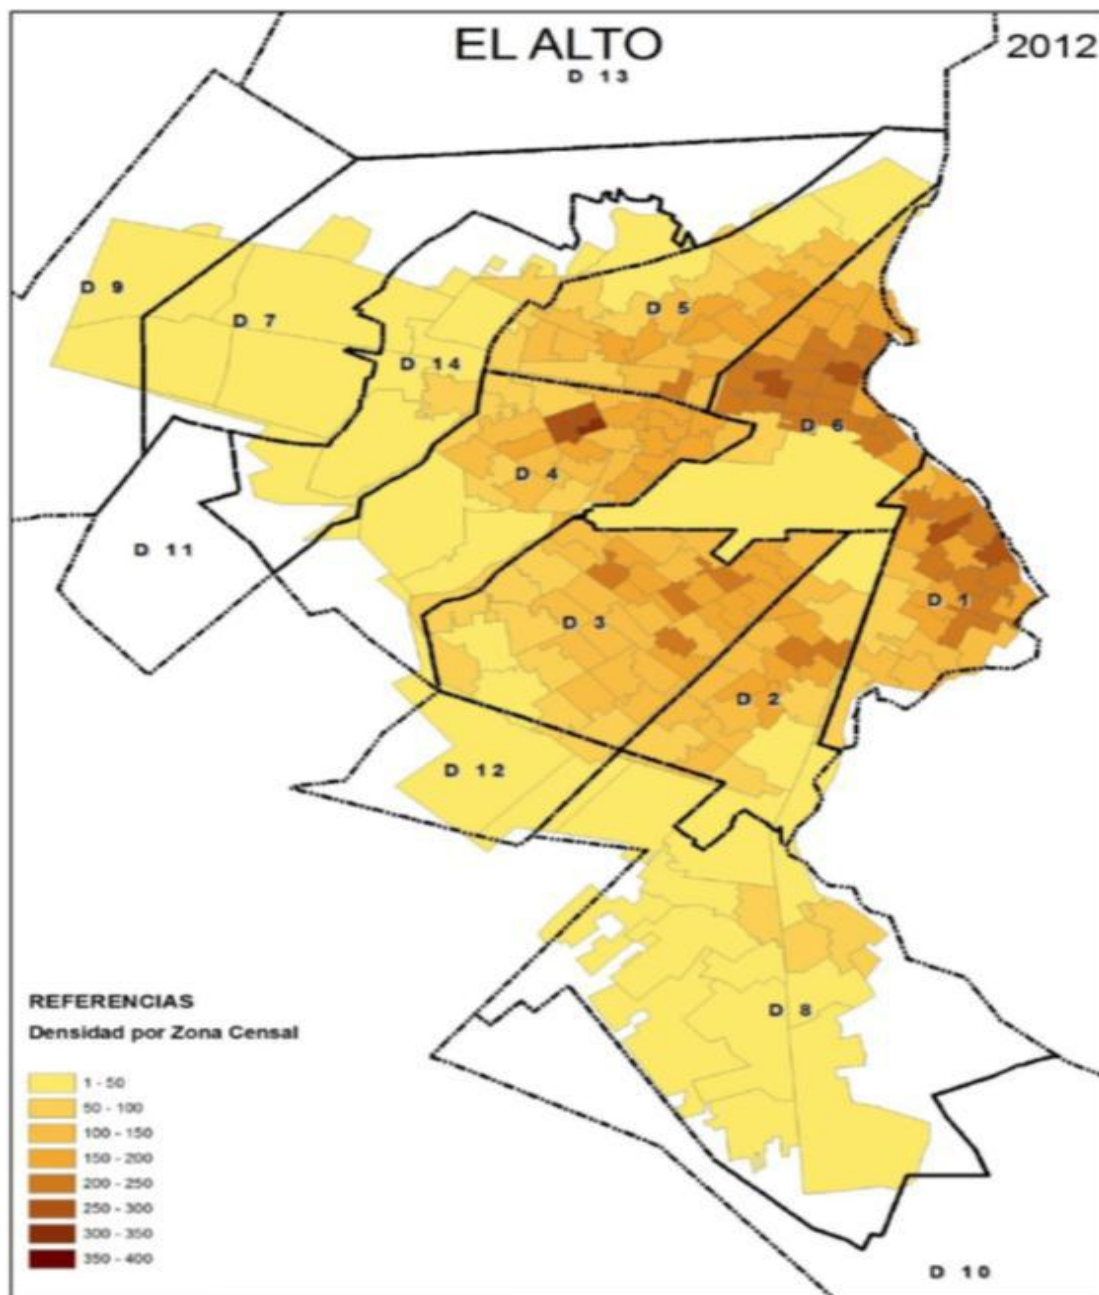 EL ALTO
2012
D 13
D 9
D 7
D 5
D 14
D 6
D 4
D 11
D 1
D 3
D 2
D 12
D 8
REFERENCIAS
Densidad por Zona Censal
1 - 50
50 - 100
100 - 150
150 - 200
200 - 250
250 - 300
300 - 350
350 - 400
D 10